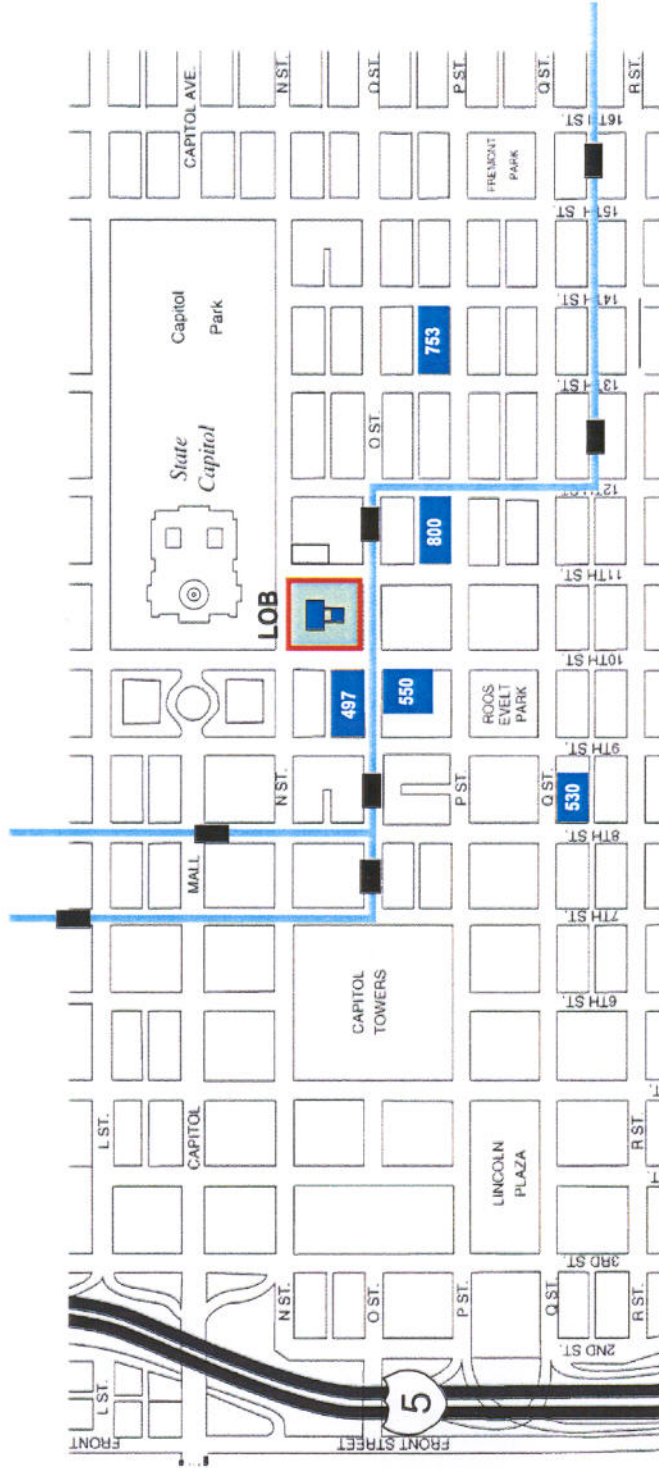 FRONT
L ST.
L ST.
CAPITOL
MALL
CAPITOL AVE.
State
Capitol
Capitol
Park
N ST.
N ST.
N ST.
LOB
497
CAPITOL
TOWERS
FRONT STREET
5
O ST.
O ST.
O ST.
550
800
753
P ST.
P ST.
P ST.
LINCOLN
PLAZA
ROOS
EVELT
PARK
FREMONT
PARK
Q ST.
Q ST.
Q ST.
530
2ND ST.
3RD ST.
6TH ST.
7TH ST.
8TH ST.
9TH ST.
10TH ST.
11TH ST.
12TH ST.
13TH ST.
14TH ST.
15TH ST.
16TH ST.
R ST.
R ST.
R ST.